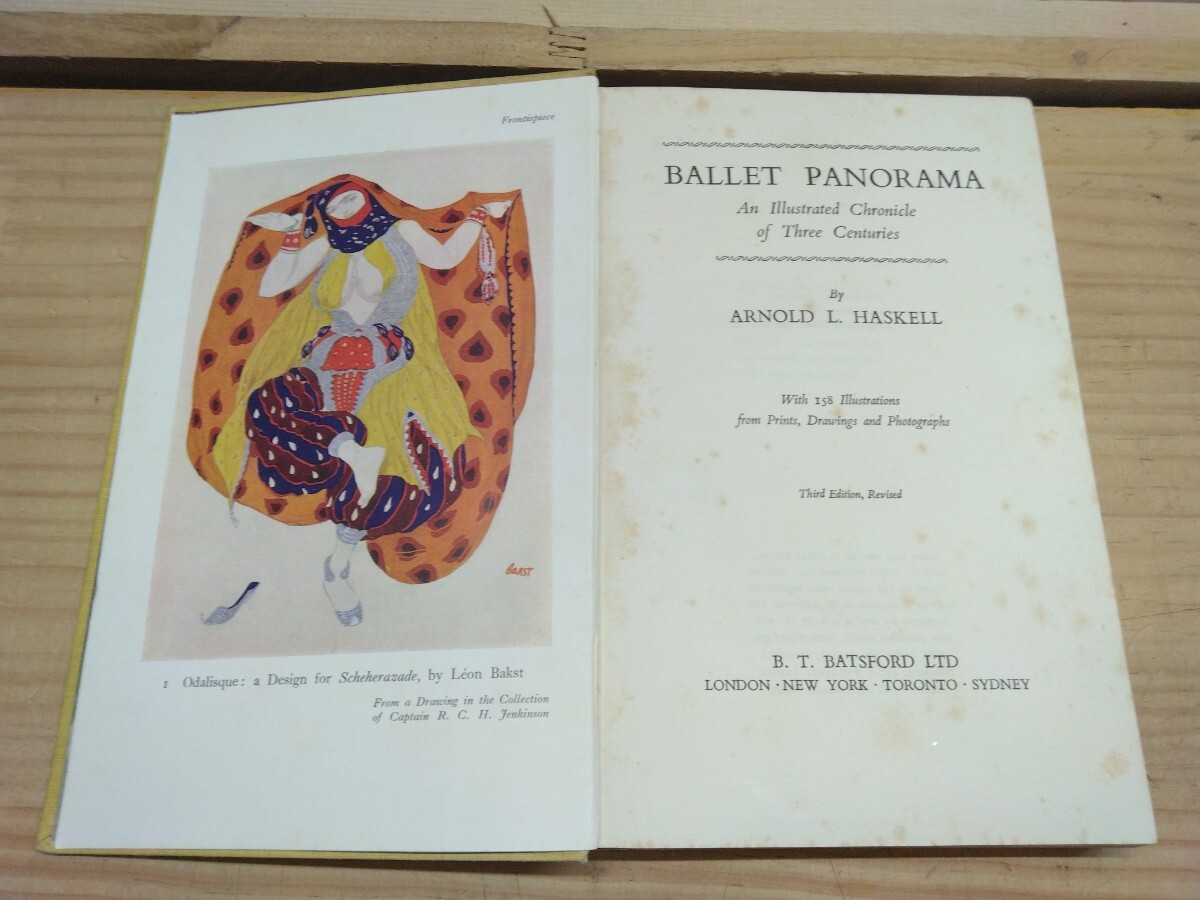 Frontispiece
BAKST
1 Odalisque: a Design for Scheherazade, by Léon Bakst
From a Drawing in the Collection
of Captain R. C. H. Jenkinson
BALLET PANORAMA
An Illustrated Chronicle
of Three Centuries
By
ARNOLD L. HASKELL
With 158 Illustrations
from Prints, Drawings and Photographs
Third Edition, Revised
B. T. BATSFORD LTD
LONDON · NEW YORK · TORONTO · SYDNEY